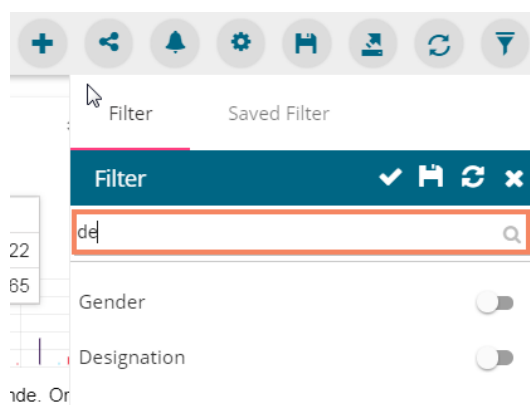 Filter Saved Filter
Filter
de
22
65
Gender
Designation
nde. Or